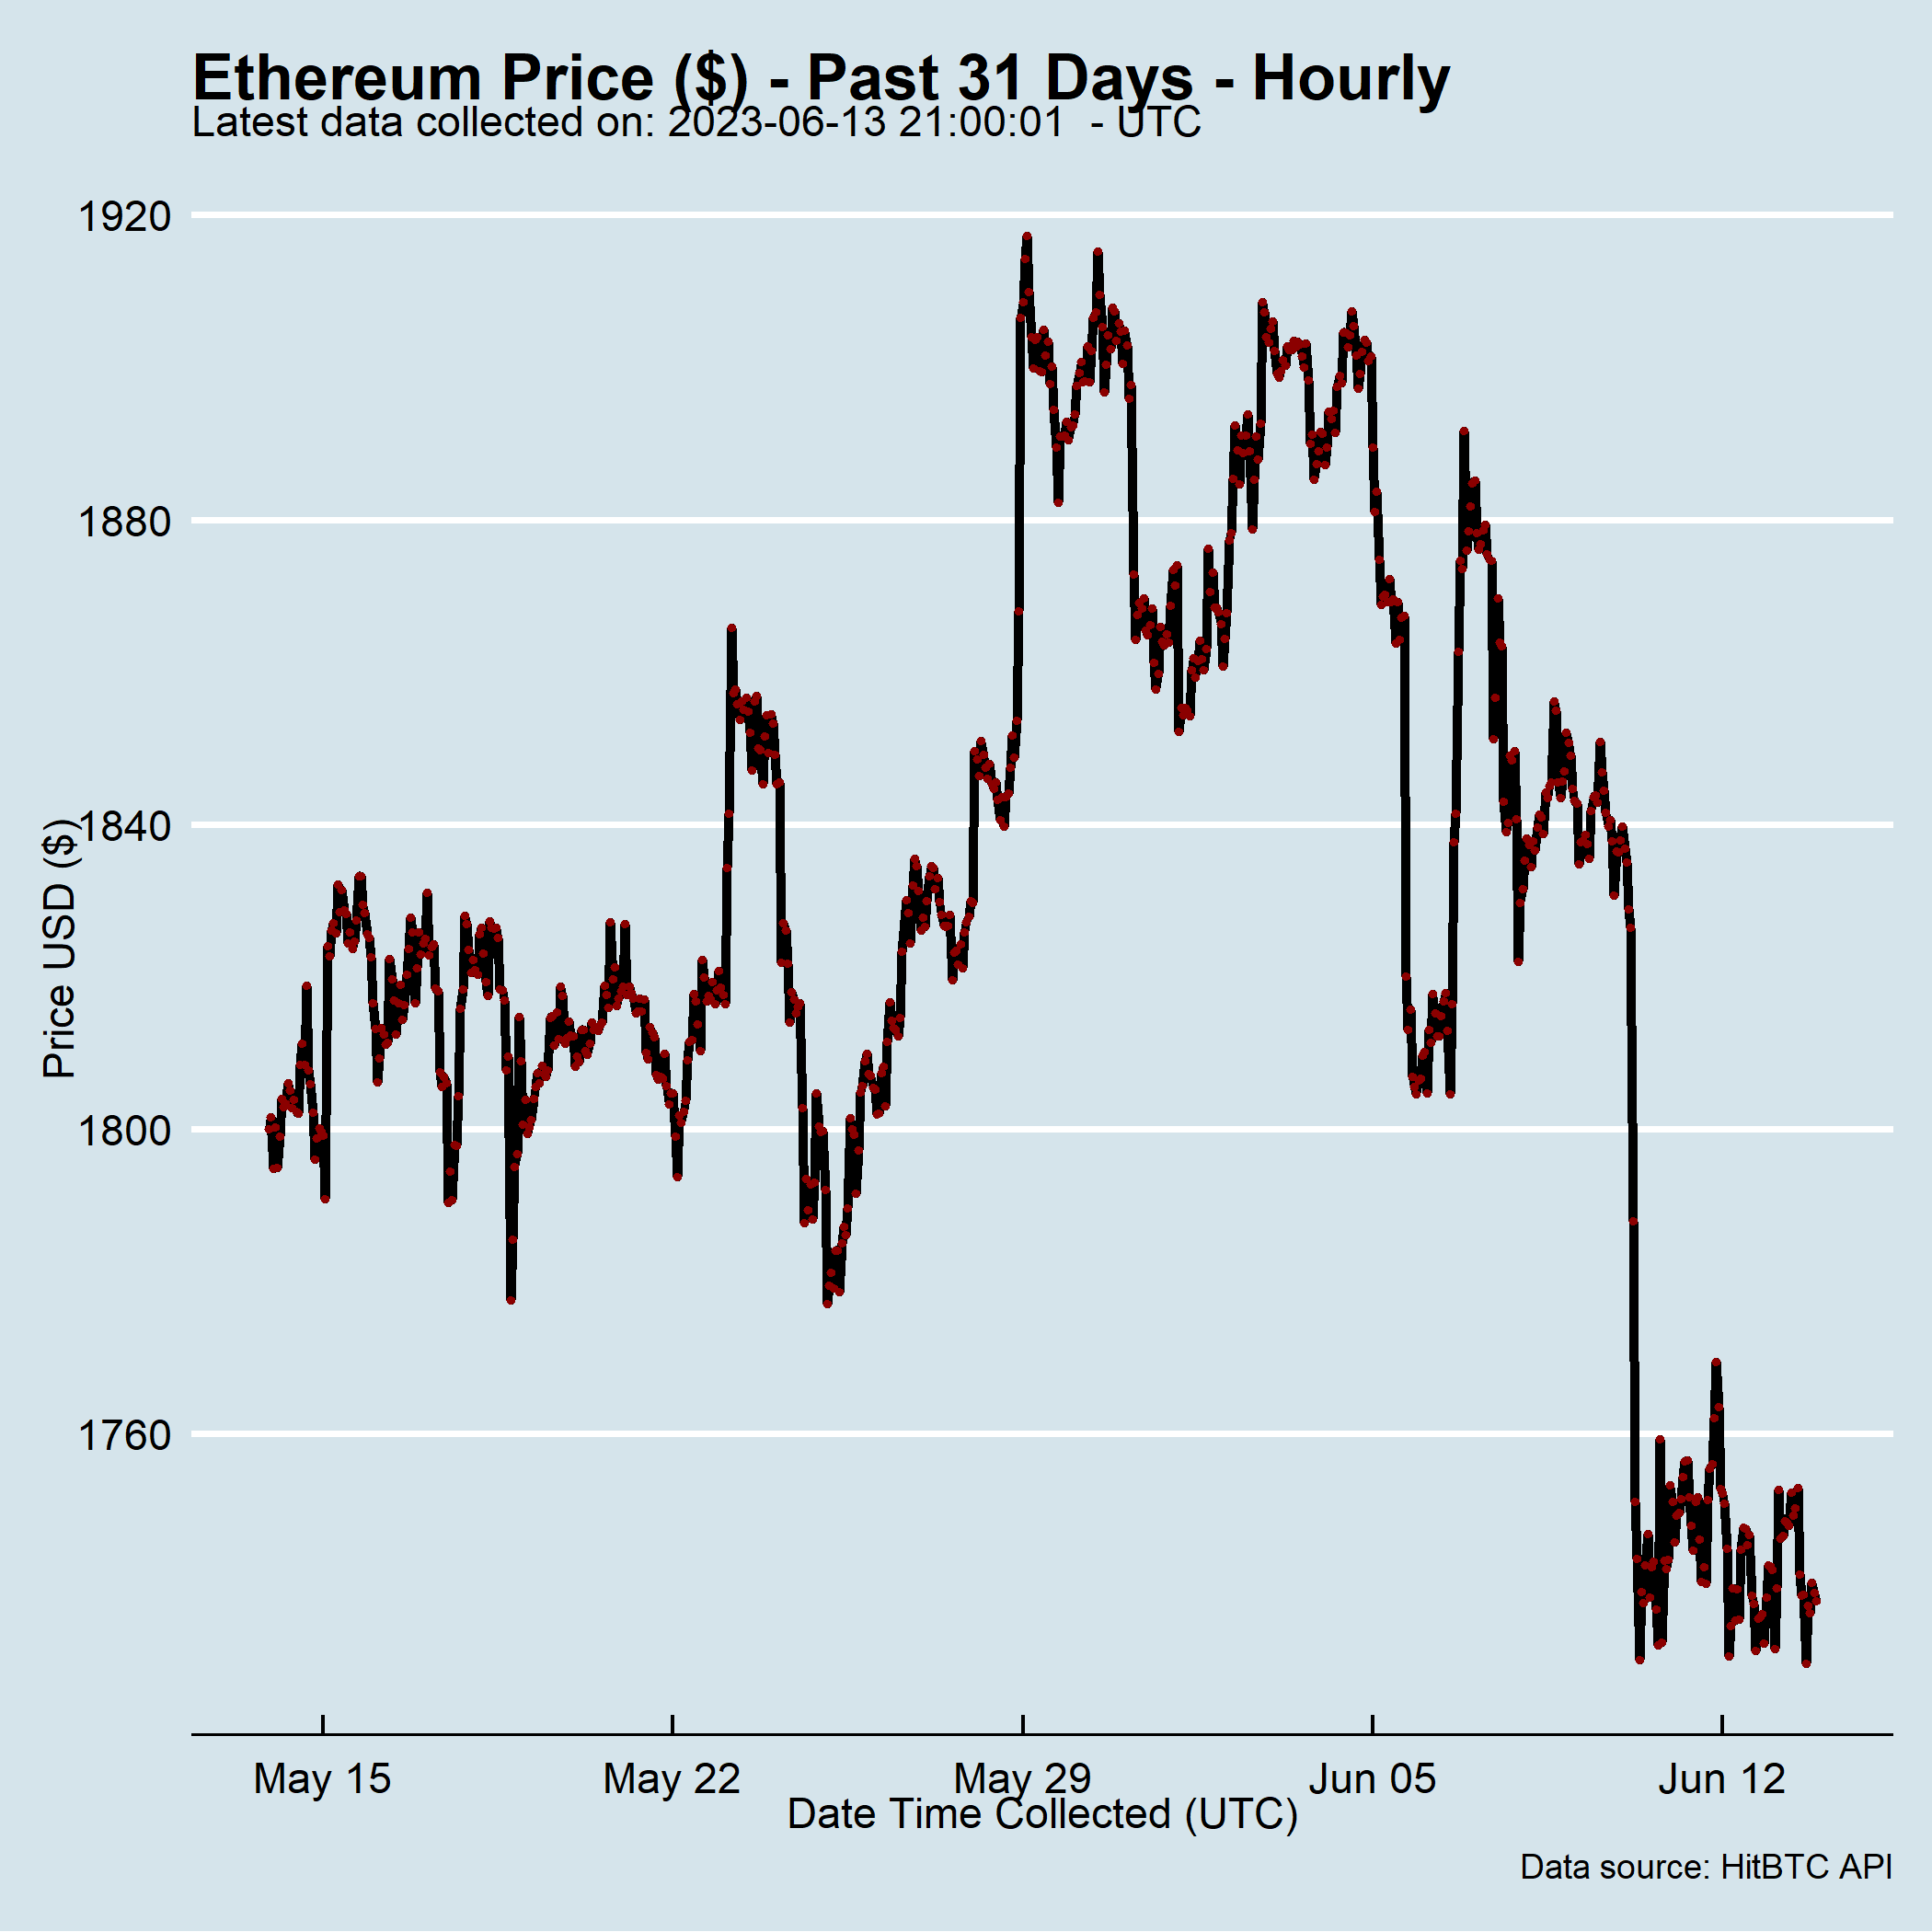 Ethereum Price ($) - Past 31 Days - Hourly
Latest data collected on: 2023-06-13 21:00:01  - UTC
1920
1880
1840
1800
1760
Price USD ($)
May 15
May 22
May 29
Jun 05
Jun 12
Date Time Collected (UTC)
Data source: HitBTC API